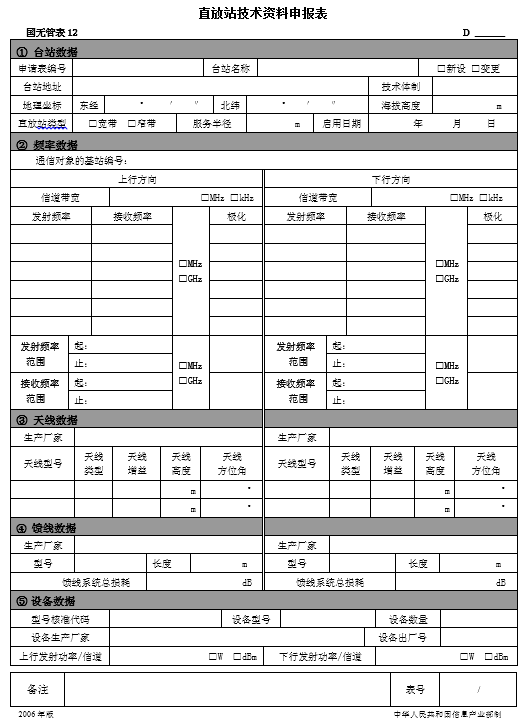 直放站技术资料申报表
国无管表12 D ______
① 台站数据
申请表编号 台站名称 □新设 □变更
台站地址 技术体制
地理坐标 东经 ° ′ ″ 北纬 ° ′ ″ 海拔高度 m
直放站类型 □宽带 □窄带 服务半径 m 启用日期 年 月 日
② 频率数据
通信对象的基站编号：
上行方向 下行方向
信道带宽 □MHz □kHz 信道带宽 □MHz □kHz
发射频率 接收频率 极化 发射频率 接收频率 极化
□MHz □MHz
□GHz □GHz
发射频率范围 起： 发射频率范围 起：
止： □MHz 止： □MHz
接收频率范围 起： □GHz 接收频率范围 起： □GHz
止： 止：
③ 天线数据
生产厂家 生产厂家
天线型号 天线类型 天线增益 天线高度 天线方位角 天线型号 天线类型 天线增益 天线高度 天线方位角
m ° m °
m ° m °
④ 馈线数据
生产厂家 生产厂家
型号 长度 m 型号 长度 m
馈线系统总损耗 dB 馈线系统总损耗 dB
⑤ 设备数据
型号核准代码 设备型号 设备数量
设备生产厂家 设备出厂号
上行发射功率/信道 □W □dBm 下行发射功率/信道 □W □dBm
备注 表号 /
2006 年版 中华人民共和国信息产业部制